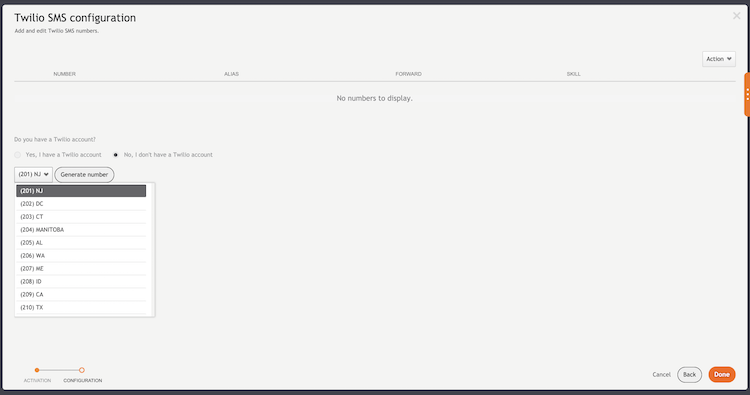 Twilio SMS configuration
Add and edit Twilio SMS numbers.
Action
NUMBER ALIAS FORWARD SKILL
No numbers to display.
Do you have a Twilio account?
Yes, I have a Twilio account No, I don't have a Twilio account
(201) NJ Generate number
(201) NJ
(202) DC
(203) CT
(204) MANITOBA
(205) AL
(206) WA
(207) ME
(208) ID
(209) CA
(210) TX
ACTIVATION CONFIGURATION Cancel Back Done